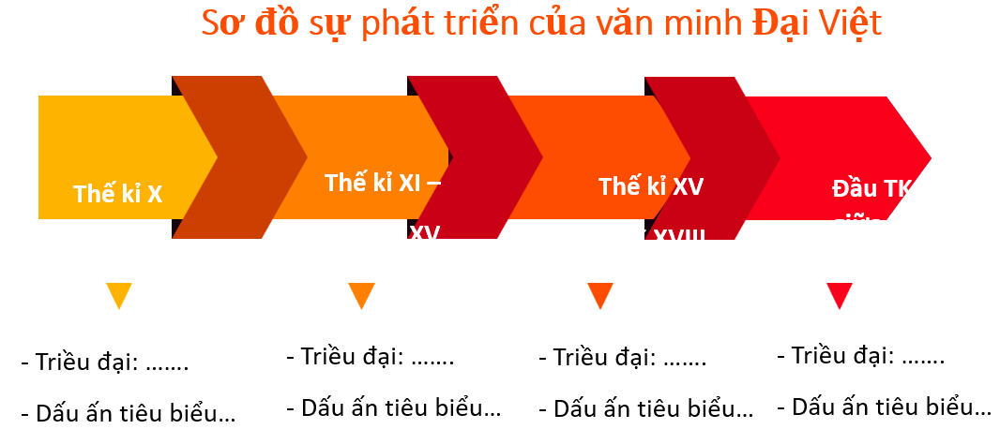 Sơ đồ sự phát triển của văn minh Đại Việt
Thế kỉ X
Thế kỉ XI –
XV
Thế kỉ XV
XVIII
Đầu TK
giữa
- Triều đại: …….
- Dấu ấn tiêu biểu…
- Triều đại: …….
- Dấu ấn tiêu biểu…
- Triều đại: …….
- Dấu ấn tiêu biểu…
- Triều đại: …….
- Dấu ấn tiêu biểu…